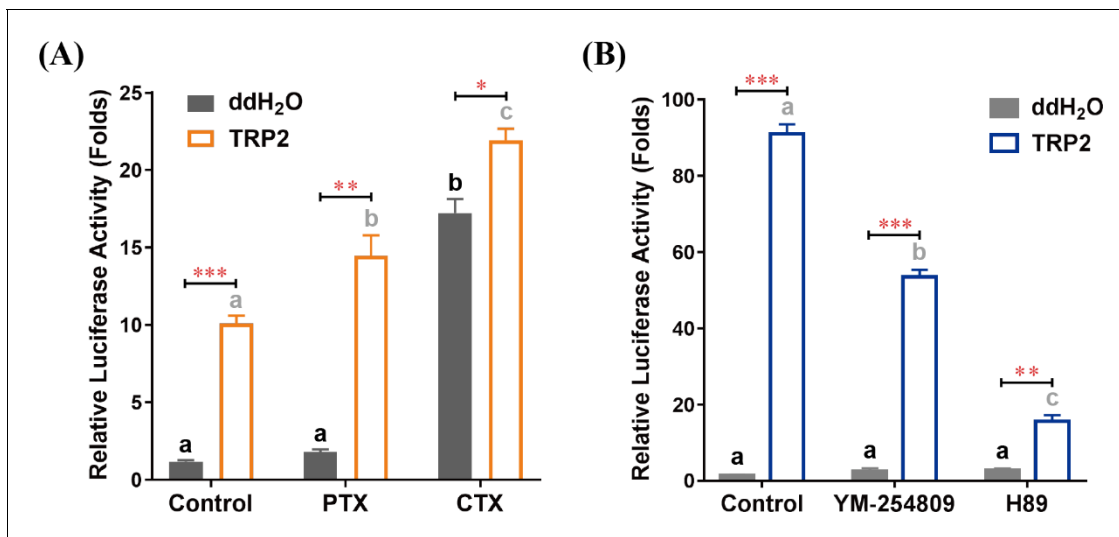 (A)
Relative Luciferase Activity (Folds)
25
20
15
10
5
0
ddH₂O
TRP2
***
**
*
a
a
a
b
b
c
Control
PTX
CTX
(B)
Relative Luciferase Activity (Folds)
100
80
60
40
20
0
ddH₂O
TRP2
***
***
**
a
a
a
b
a
c
Control
YM-254809
H89